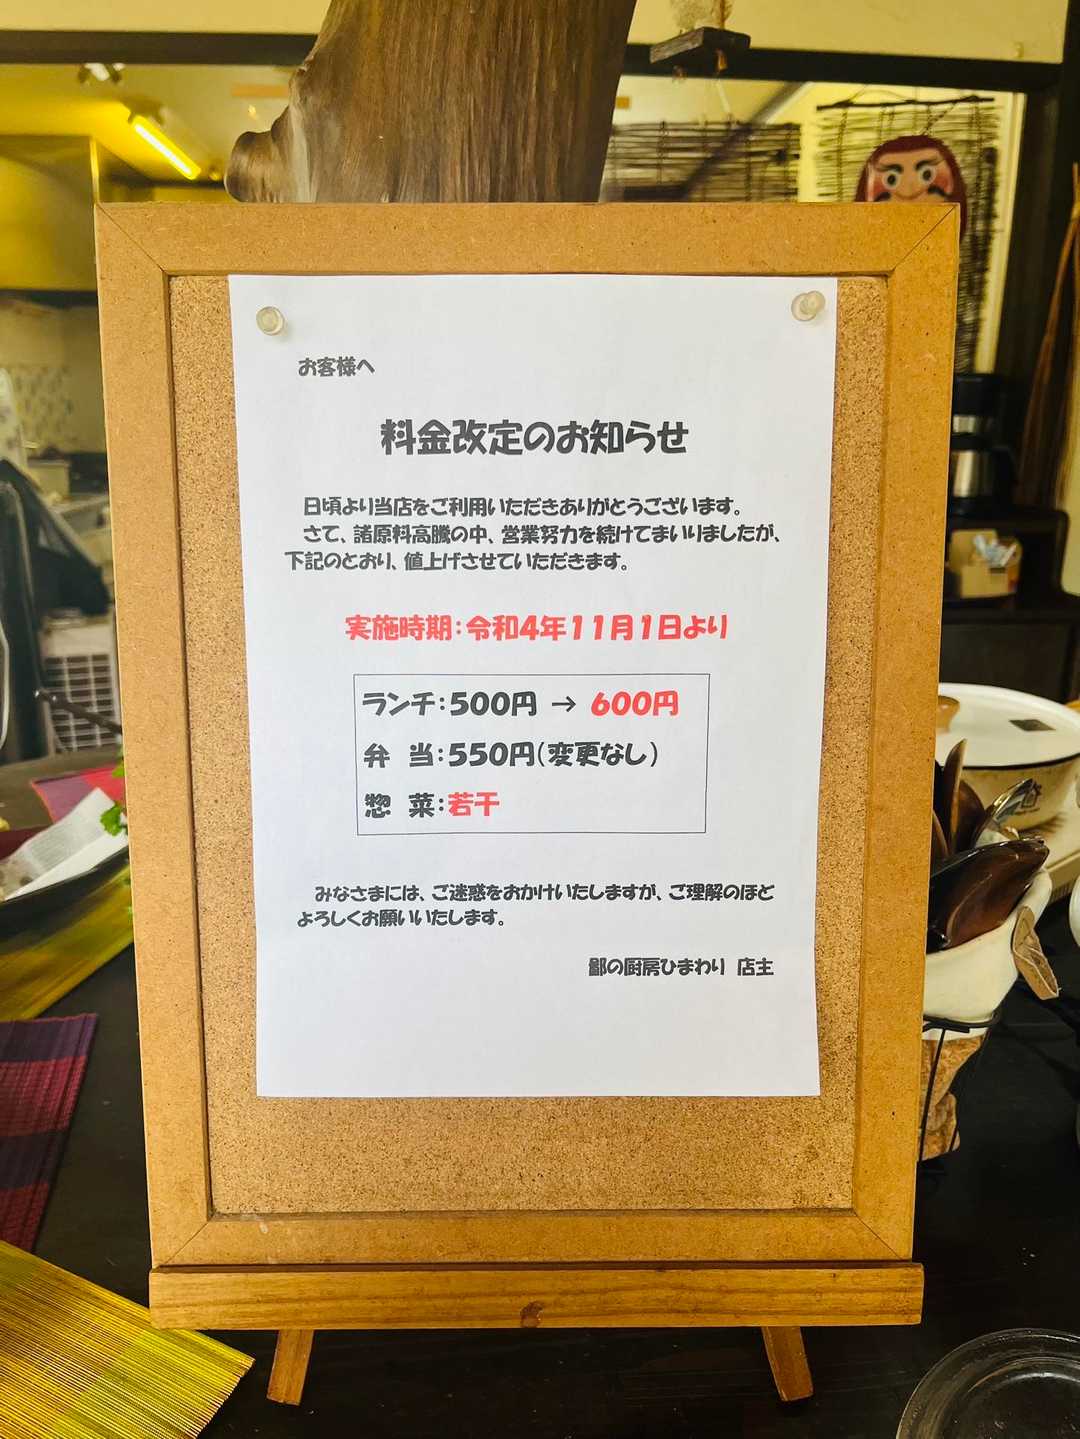 お客様へ
料金改定のお知らせ
日頃より当店をご利用いただきありがとうございます。
さて、諸原料高騰の中、営業努力を続けてまいりましたが、
下記のとおり、値上げさせていただきます。
実施時期：令和4年11月1日より
ランチ：500円 → 600円
弁 当：550円（変更なし）
惣 菜：若干
みなさまには、ご迷惑をおかけいたしますが、ご理解のほど
よろしくお願いいたします。
鄙の厨房ひまわり 店主